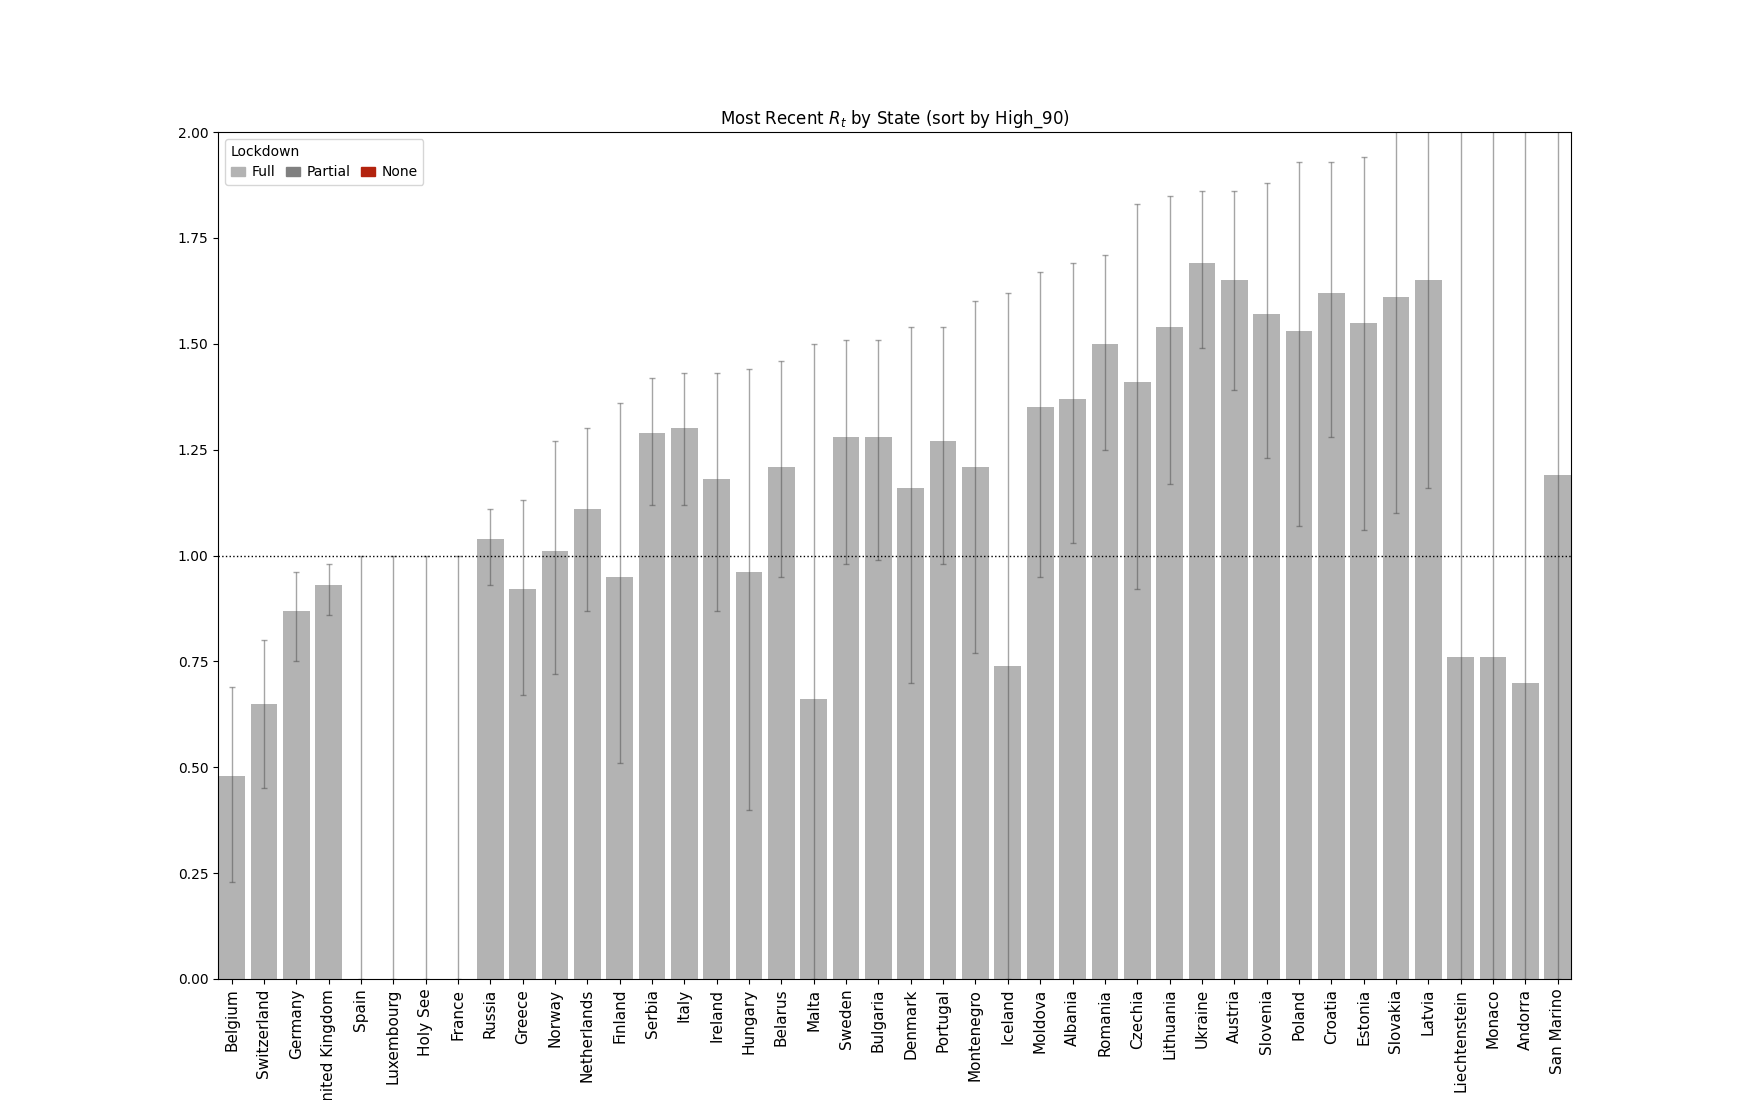 Most Recent R_t by State (sort by High_90)
Lockdown
Full Partial None
2.00
1.75
1.50
1.25
1.00
0.75
0.50
0.25
0.00
Belgium
Switzerland
Germany
nited Kingdom
Spain
Luxembourg
Holy See
France
Russia
Greece
Norway
Netherlands
Finland
Serbia
Italy
Ireland
Hungary
Belarus
Malta
Sweden
Bulgaria
Denmark
Portugal
Montenegro
Iceland
Moldova
Albania
Romania
Czechia
Lithuania
Ukraine
Austria
Slovenia
Poland
Croatia
Estonia
Slovakia
Latvia
Liechtenstein
Monaco
Andorra
San Marino